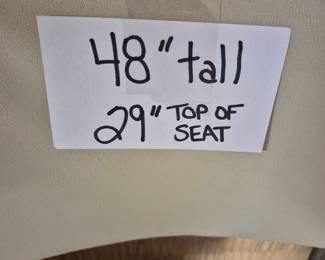 48" tall
29" TOP OF
SEAT